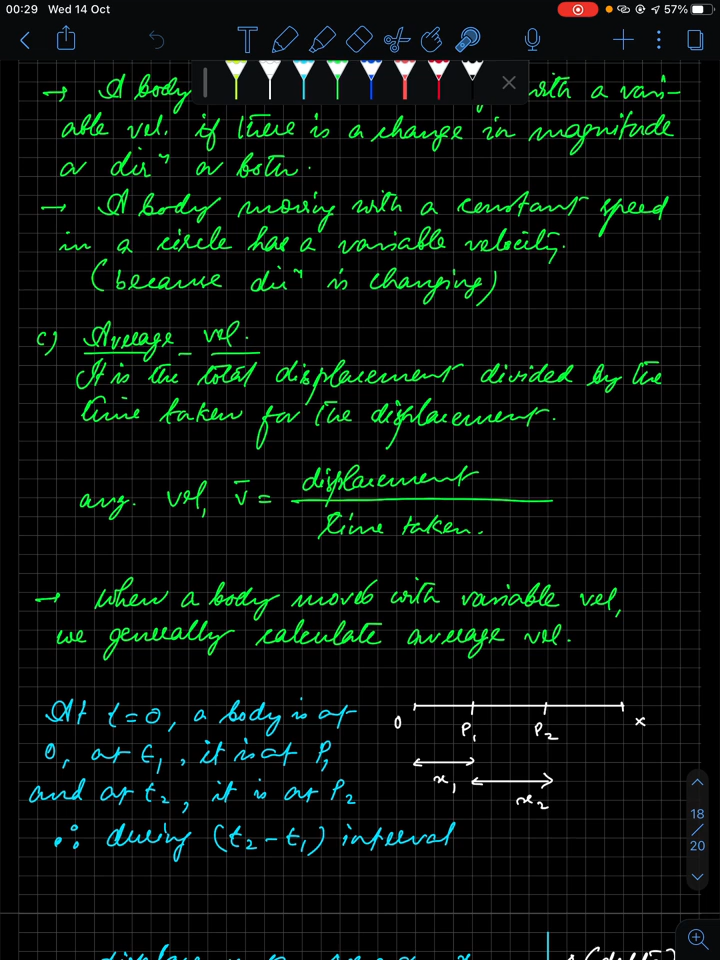 00:29 Wed 14 Oct
57%
→ A body with a vari-
able vel. if there is a change in magnitude
or dirⁿ or both.
→ A body moving with a constant speed
in a circle has a variable velocity.
(because dirⁿ is changing)
c) Average vel.
It is the total displacement divided by the
time taken for the displacement.
avg. vel, v̄ = displacement
time taken.
→ When a body moves with variable vel,
we generally calculate average vel.
At t=0, a body is at
0, at t₁, it is at P₁
and at t₂, it is at P₂
∴ during (t₂-t₁) interval
0 P₁ P₂ x
x₁
x₂
18
/
20